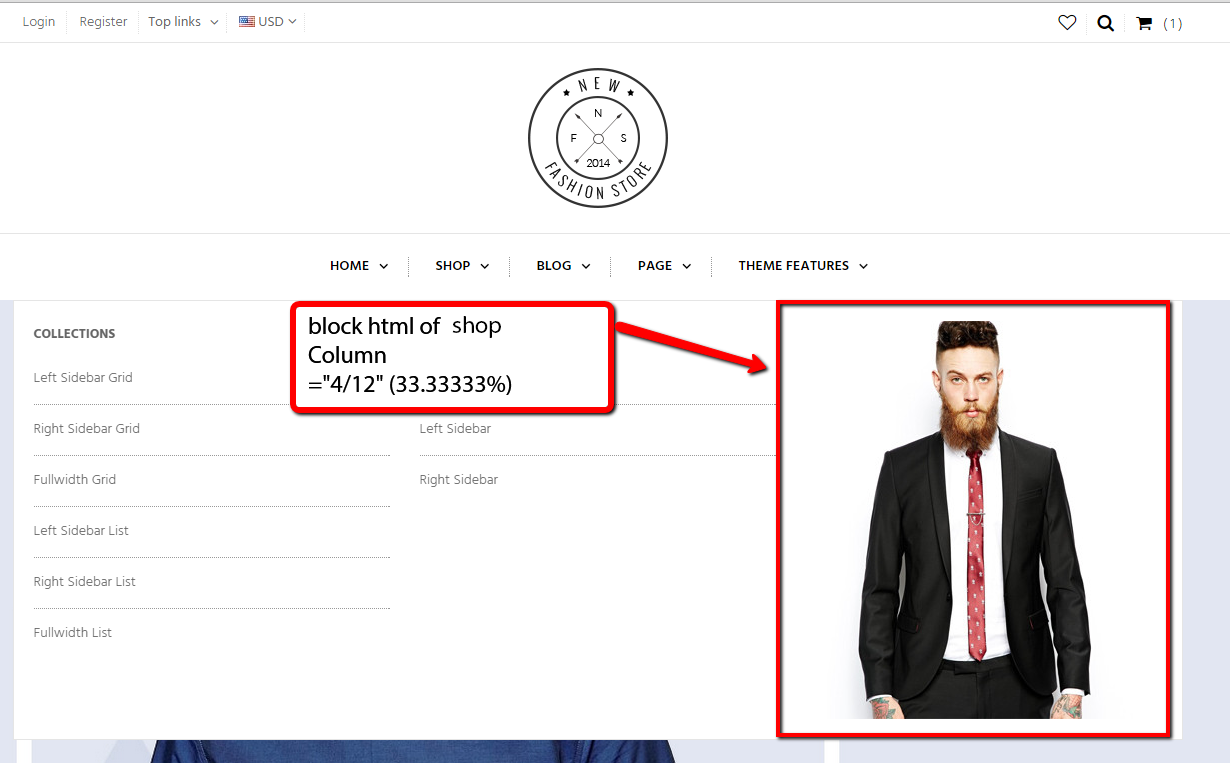 Login
Register
Top links
USD
(1)
NEW
N
F
S
2014
FASHION STORE
HOME
SHOP
BLOG
PAGE
THEME FEATURES
COLLECTIONS
Left Sidebar Grid
Right Sidebar Grid
Fullwidth Grid
Left Sidebar List
Right Sidebar List
Fullwidth List
block html of shop
Column
="4/12" (33.33333%)
Left Sidebar
Right Sidebar